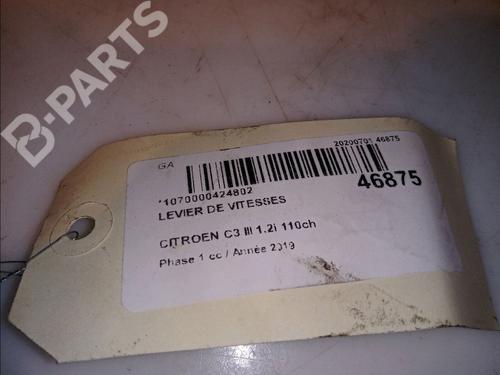 B-PARTS
GA
20200701 46875
*1070000424802
46875
LEVIER DE VITESSES
CITROEN C3 III 1.2i 110ch
Phase 1 cc / Année 2019